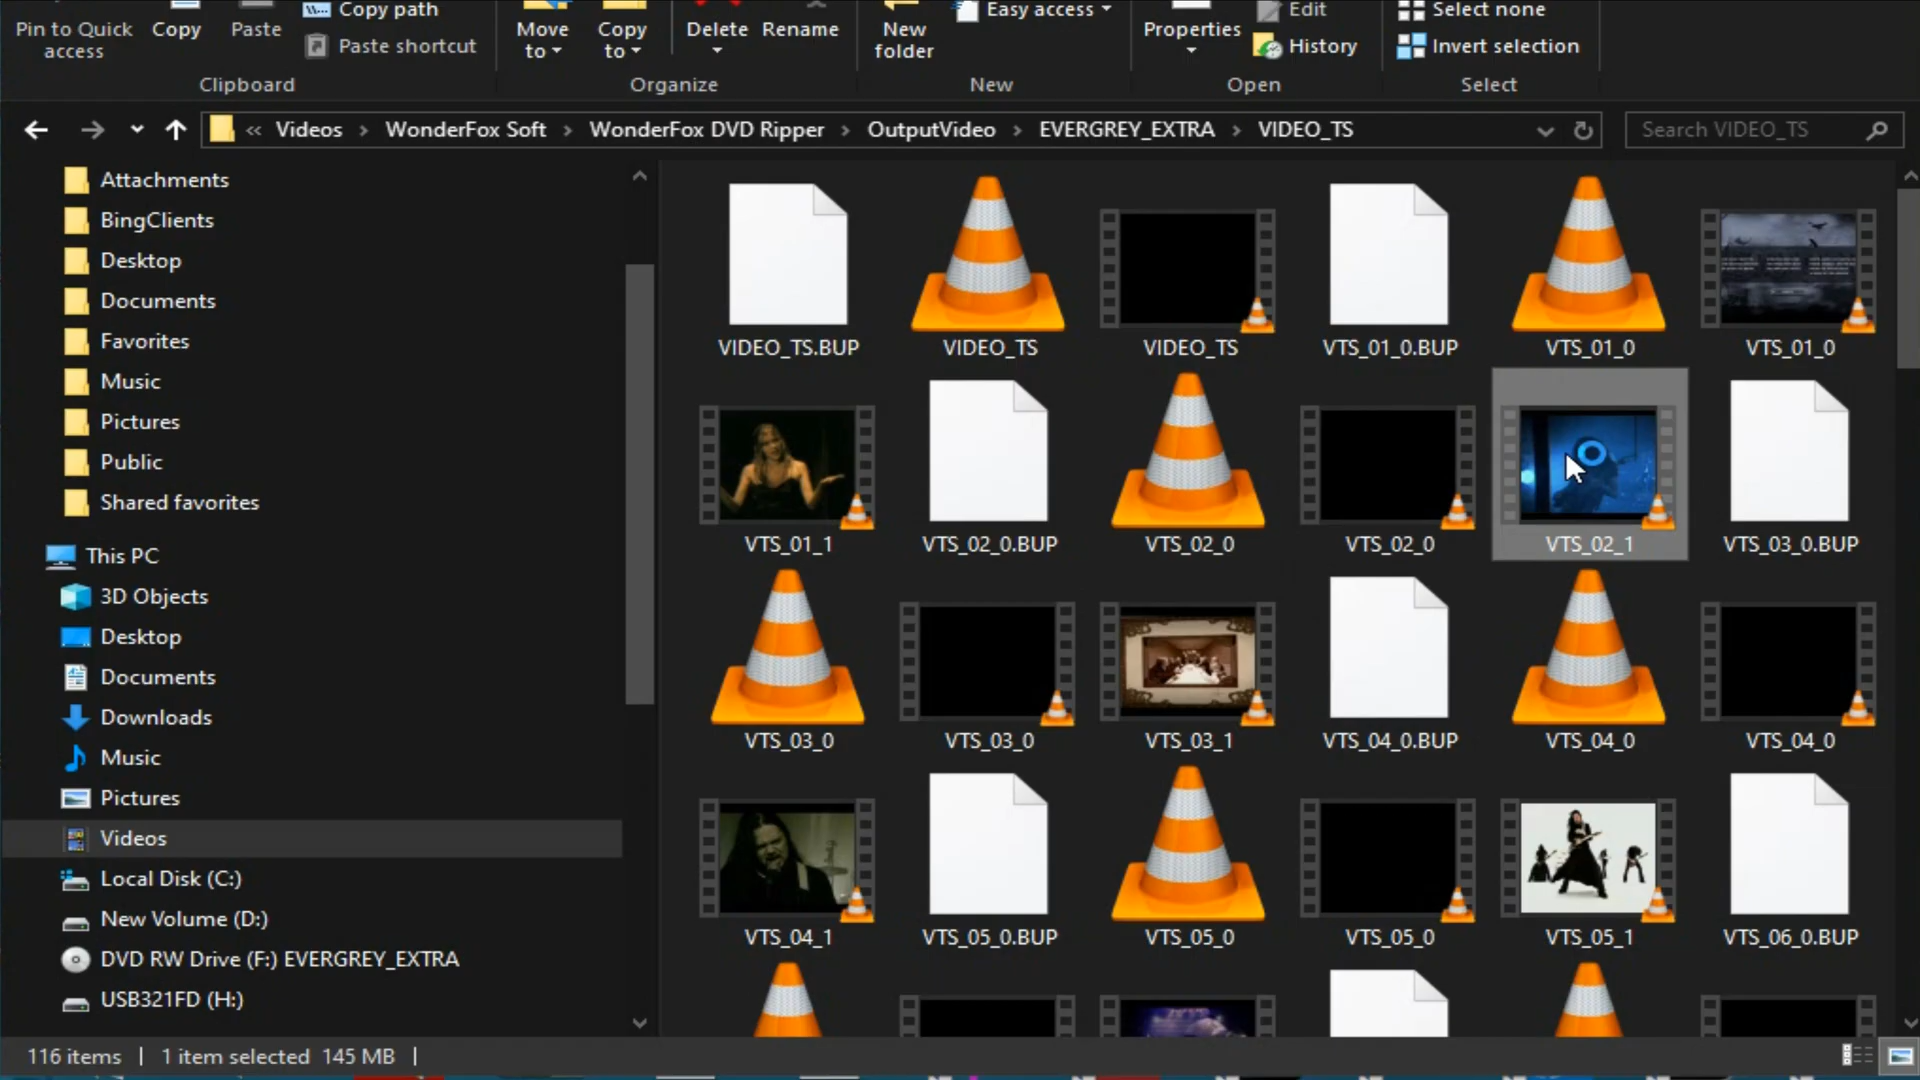 Pin to Quick access
Copy
Paste
Copy path
Paste shortcut
Move to
Copy to
Delete
Rename
New folder
Easy access
Properties
Edit
History
Select none
Invert selection
Clipboard
Organize
New
Open
Select
« Videos > WonderFox Soft > WonderFox DVD Ripper > OutputVideo > EVERGREY_EXTRA > VIDEO_TS
Search VIDEO_TS
Attachments
BingClients
Desktop
Documents
Favorites
Music
Pictures
Public
Shared favorites
This PC
3D Objects
Desktop
Documents
Downloads
Music
Pictures
Videos
Local Disk (C:)
New Volume (D:)
DVD RW Drive (F:) EVERGREY_EXTRA
USB321FD (H:)
VIDEO_TS.BUP VIDEO_TS VIDEO_TS VTS_01_0.BUP VTS_01_0 VTS_01_0
VTS_01_1 VTS_02_0.BUP VTS_02_0 VTS_02_0 VTS_02_1 VTS_03_0.BUP
VTS_03_0 VTS_03_0 VTS_03_1 VTS_04_0.BUP VTS_04_0 VTS_04_0
VTS_04_1 VTS_05_0.BUP VTS_05_0 VTS_05_0 VTS_05_1 VTS_06_0.BUP
116 items | 1 item selected 145 MB |